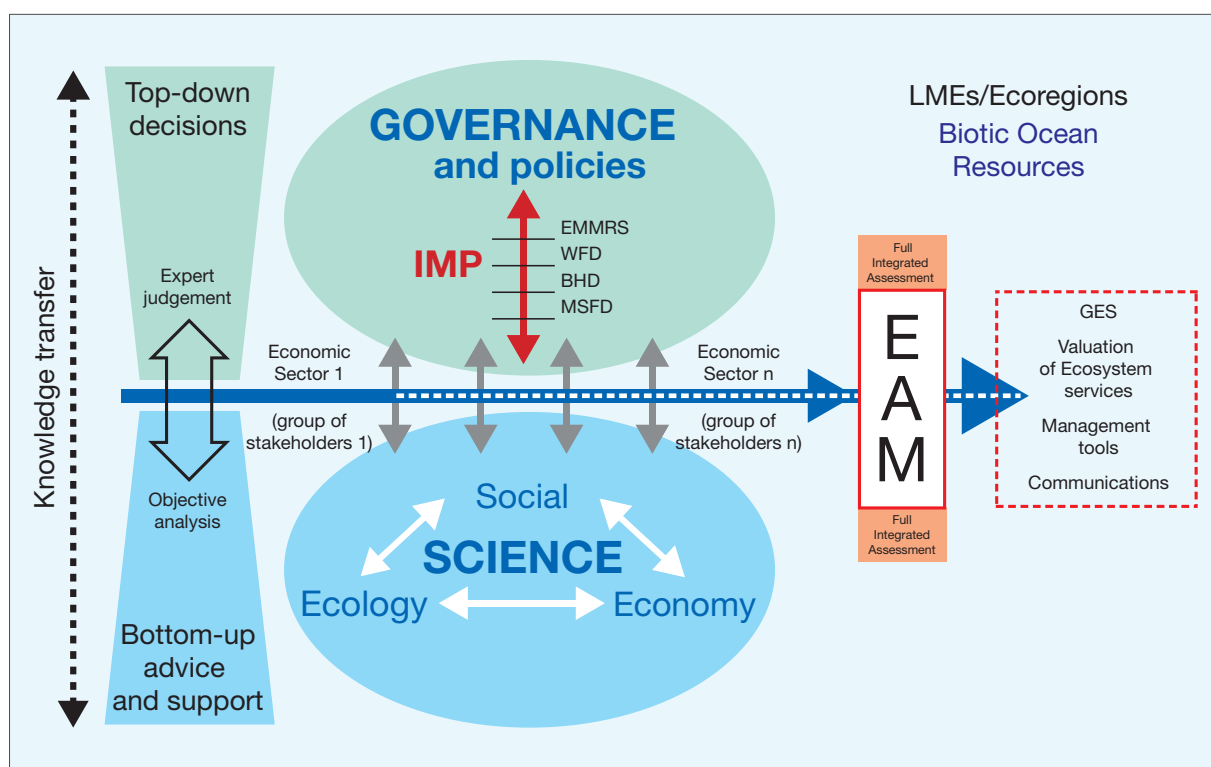 Knowledge transfer
Top-down
decisions
Expert
judgement
Objective
analysis
Bottom-up
advice
and support
GOVERNANCE
and policies
IMP
EMMRS
WFD
BHD
MSFD
Economic
Sector 1
(group of
stakeholders 1)
Economic
Sector n
(group of
stakeholders n)
Social
SCIENCE
Ecology
Economy
LMEs/Ecoregions
Biotic Ocean
Resources
Full
Integrated
Assessment
E
A
M
Full
Integrated
Assessment
GES
Valuation
of Ecosystem
services
Management
tools
Communications